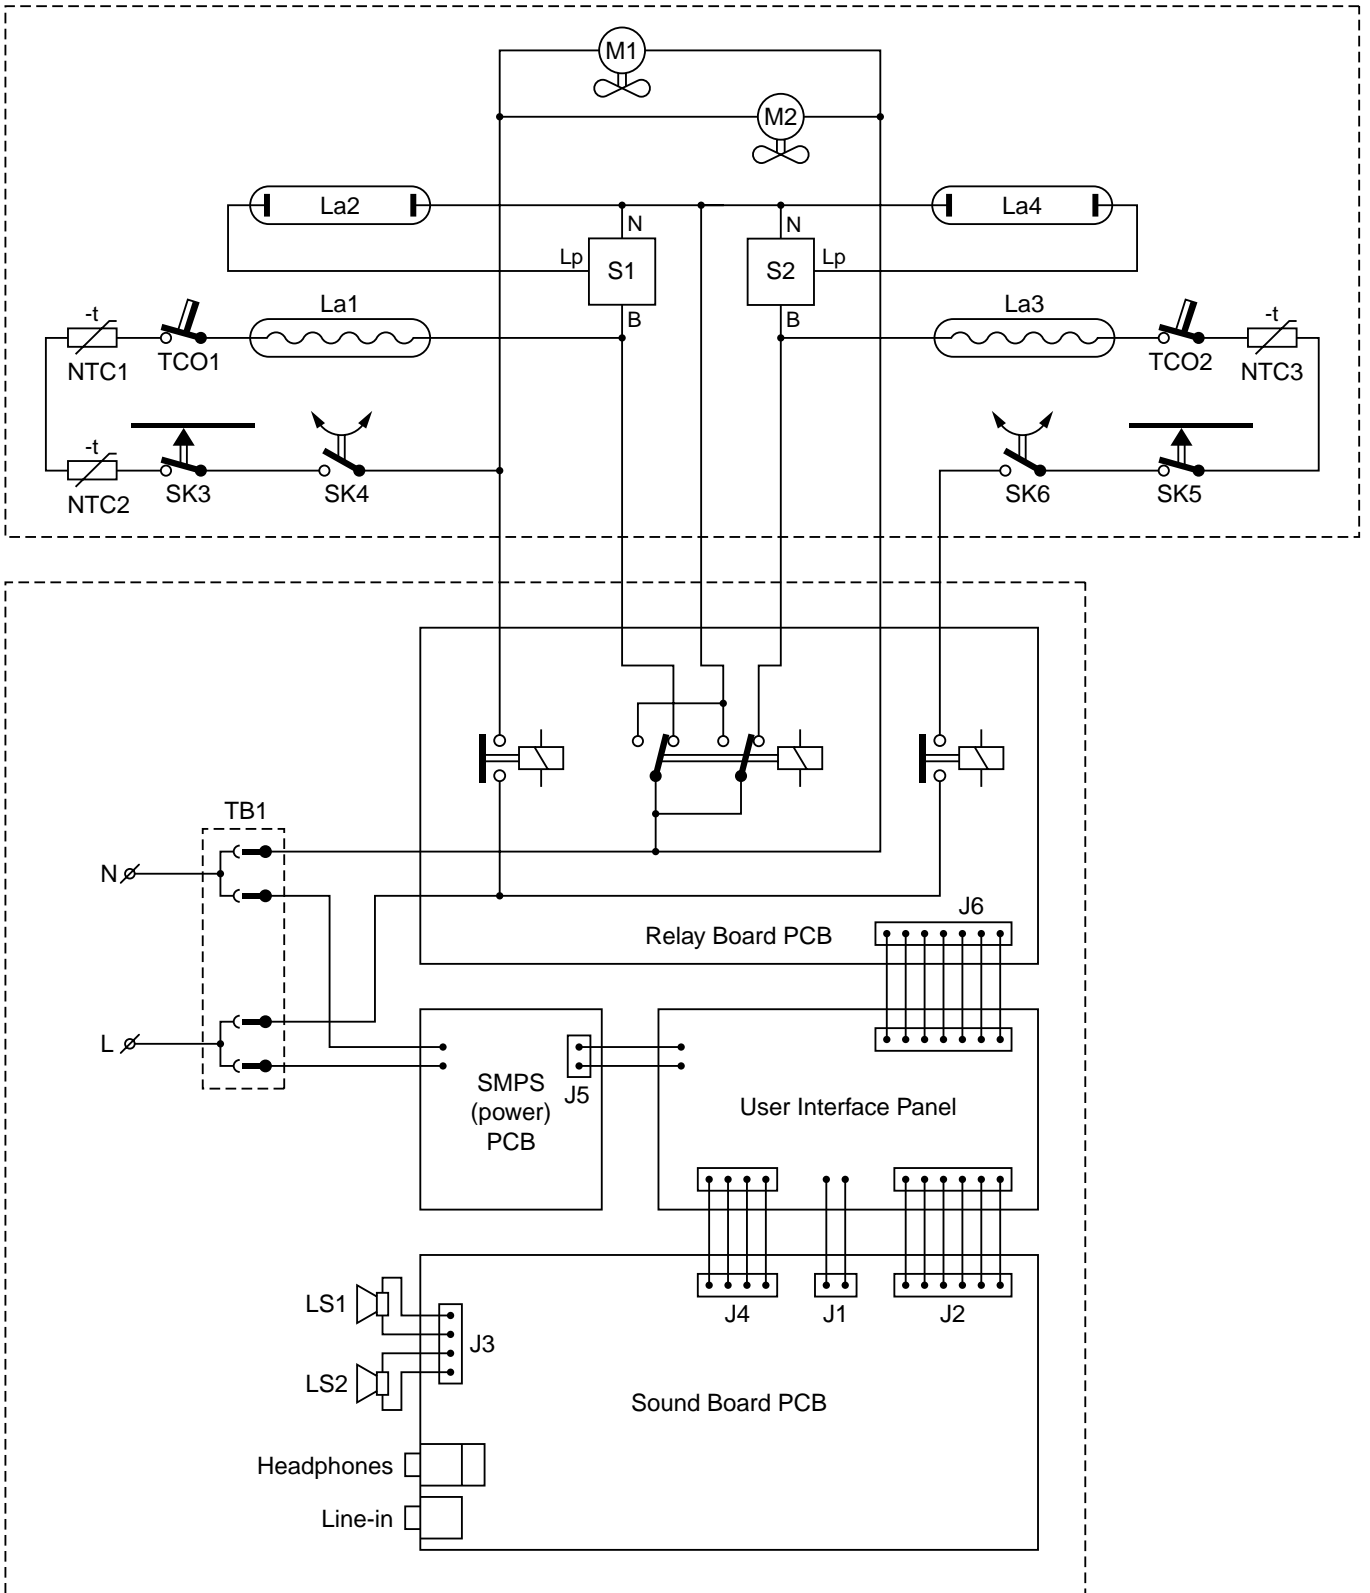 M1
M2
La2
La4
N
N
Lp
S1
S2
Lp
La1
B
B
La3
-t
-t
NTC1
TCO1
TCO2
NTC3
-t
NTC2
SK3
SK4
SK6
SK5
TB1
N
J6
Relay Board PCB
L
SMPS
(power)
PCB
J5
User Interface Panel
LS1
J4
J1
J2
J3
LS2
Sound Board PCB
Headphones
Line-in